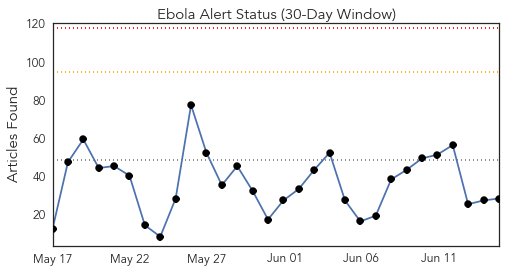 Ebola Alert Status (30-Day Window)
Articles Found
120
100
80
60
40
20
May 17 May 22 May 27 Jun 01 Jun 06 Jun 11